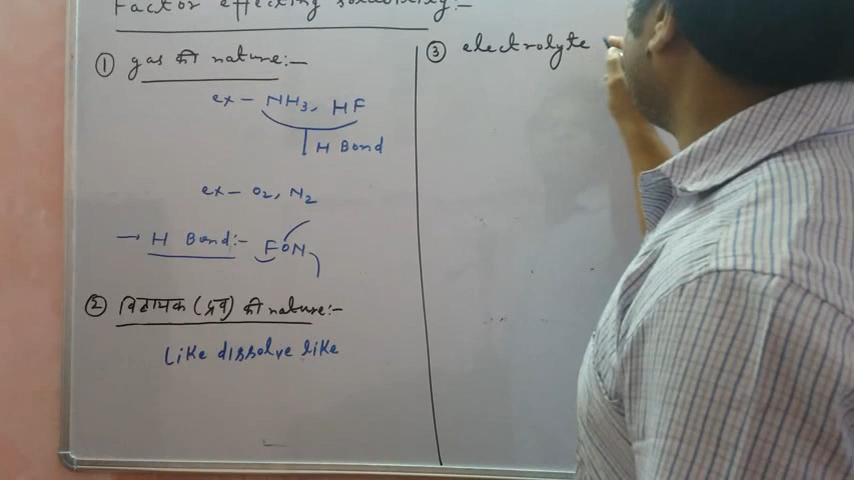 Factor effecting solubility:-
① gas की nature:-
ex- NH3, HF
H Bond
ex- O2, N2
→ H Bond:- FON
② विलायक (द्रव) की nature:-
Like dissolve like
③ electrolyte